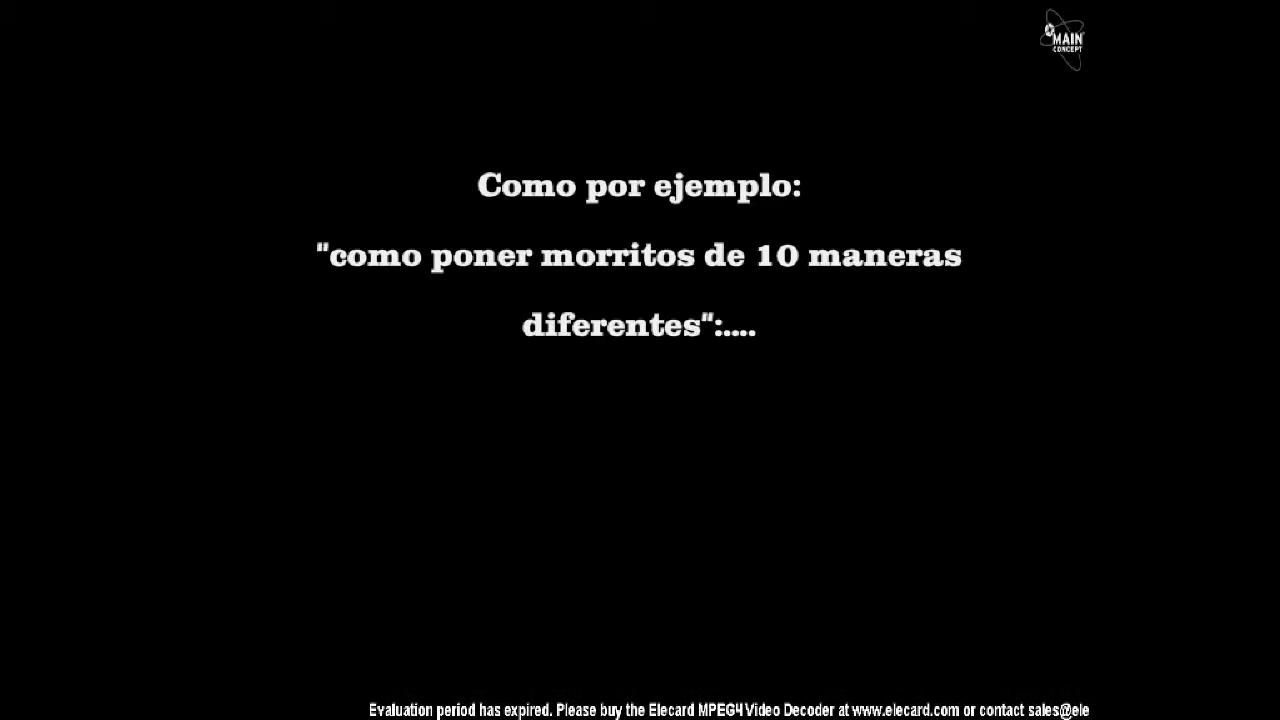 MAIN
CONCEPT
Como por ejemplo:
"como poner morritos de 10 maneras
diferentes":....
Evaluation period has expired. Please buy the Elecard MPEG4 Video Decoder at www.elecard.com or contact sales@ele